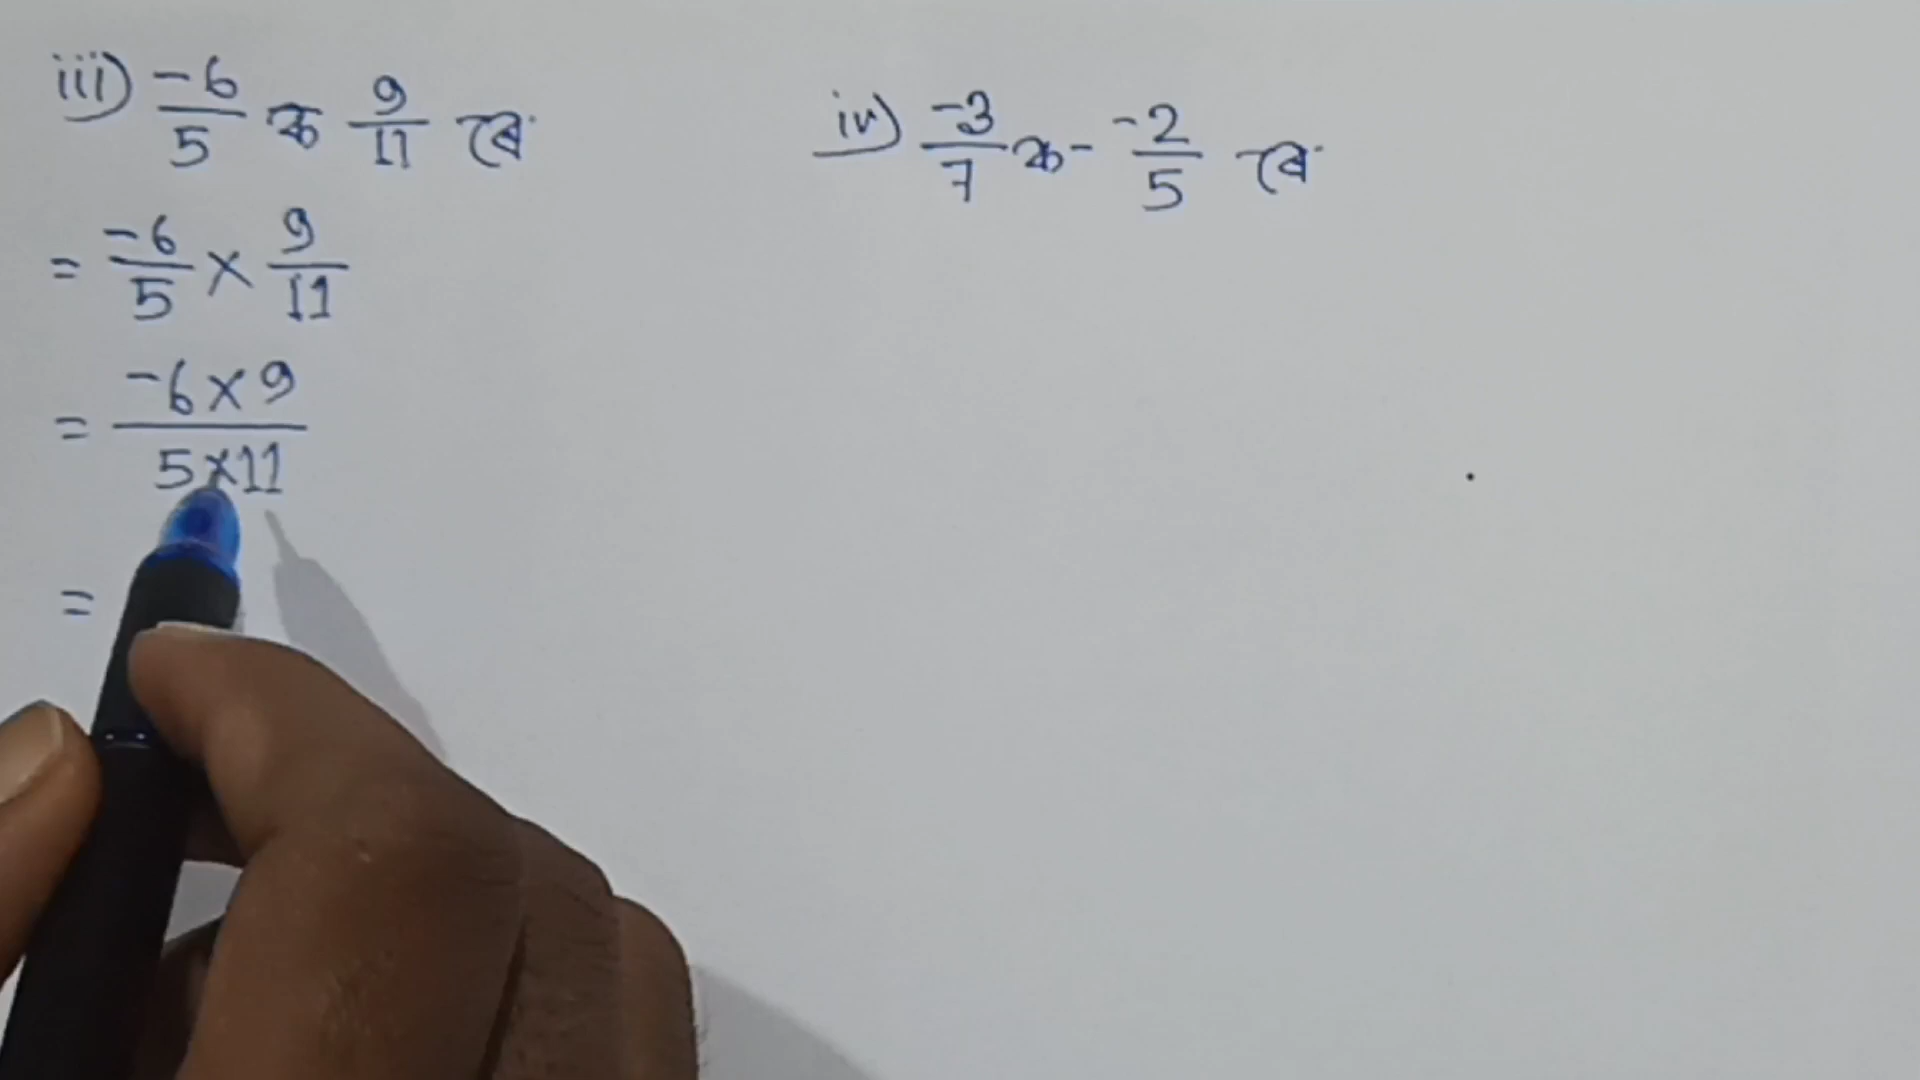 iii) -6/5 ক 9/11 ৰে
= -6/5 × 9/11
= -6×9/5×11
=
iv) -3/7 ক -2/5 ৰে